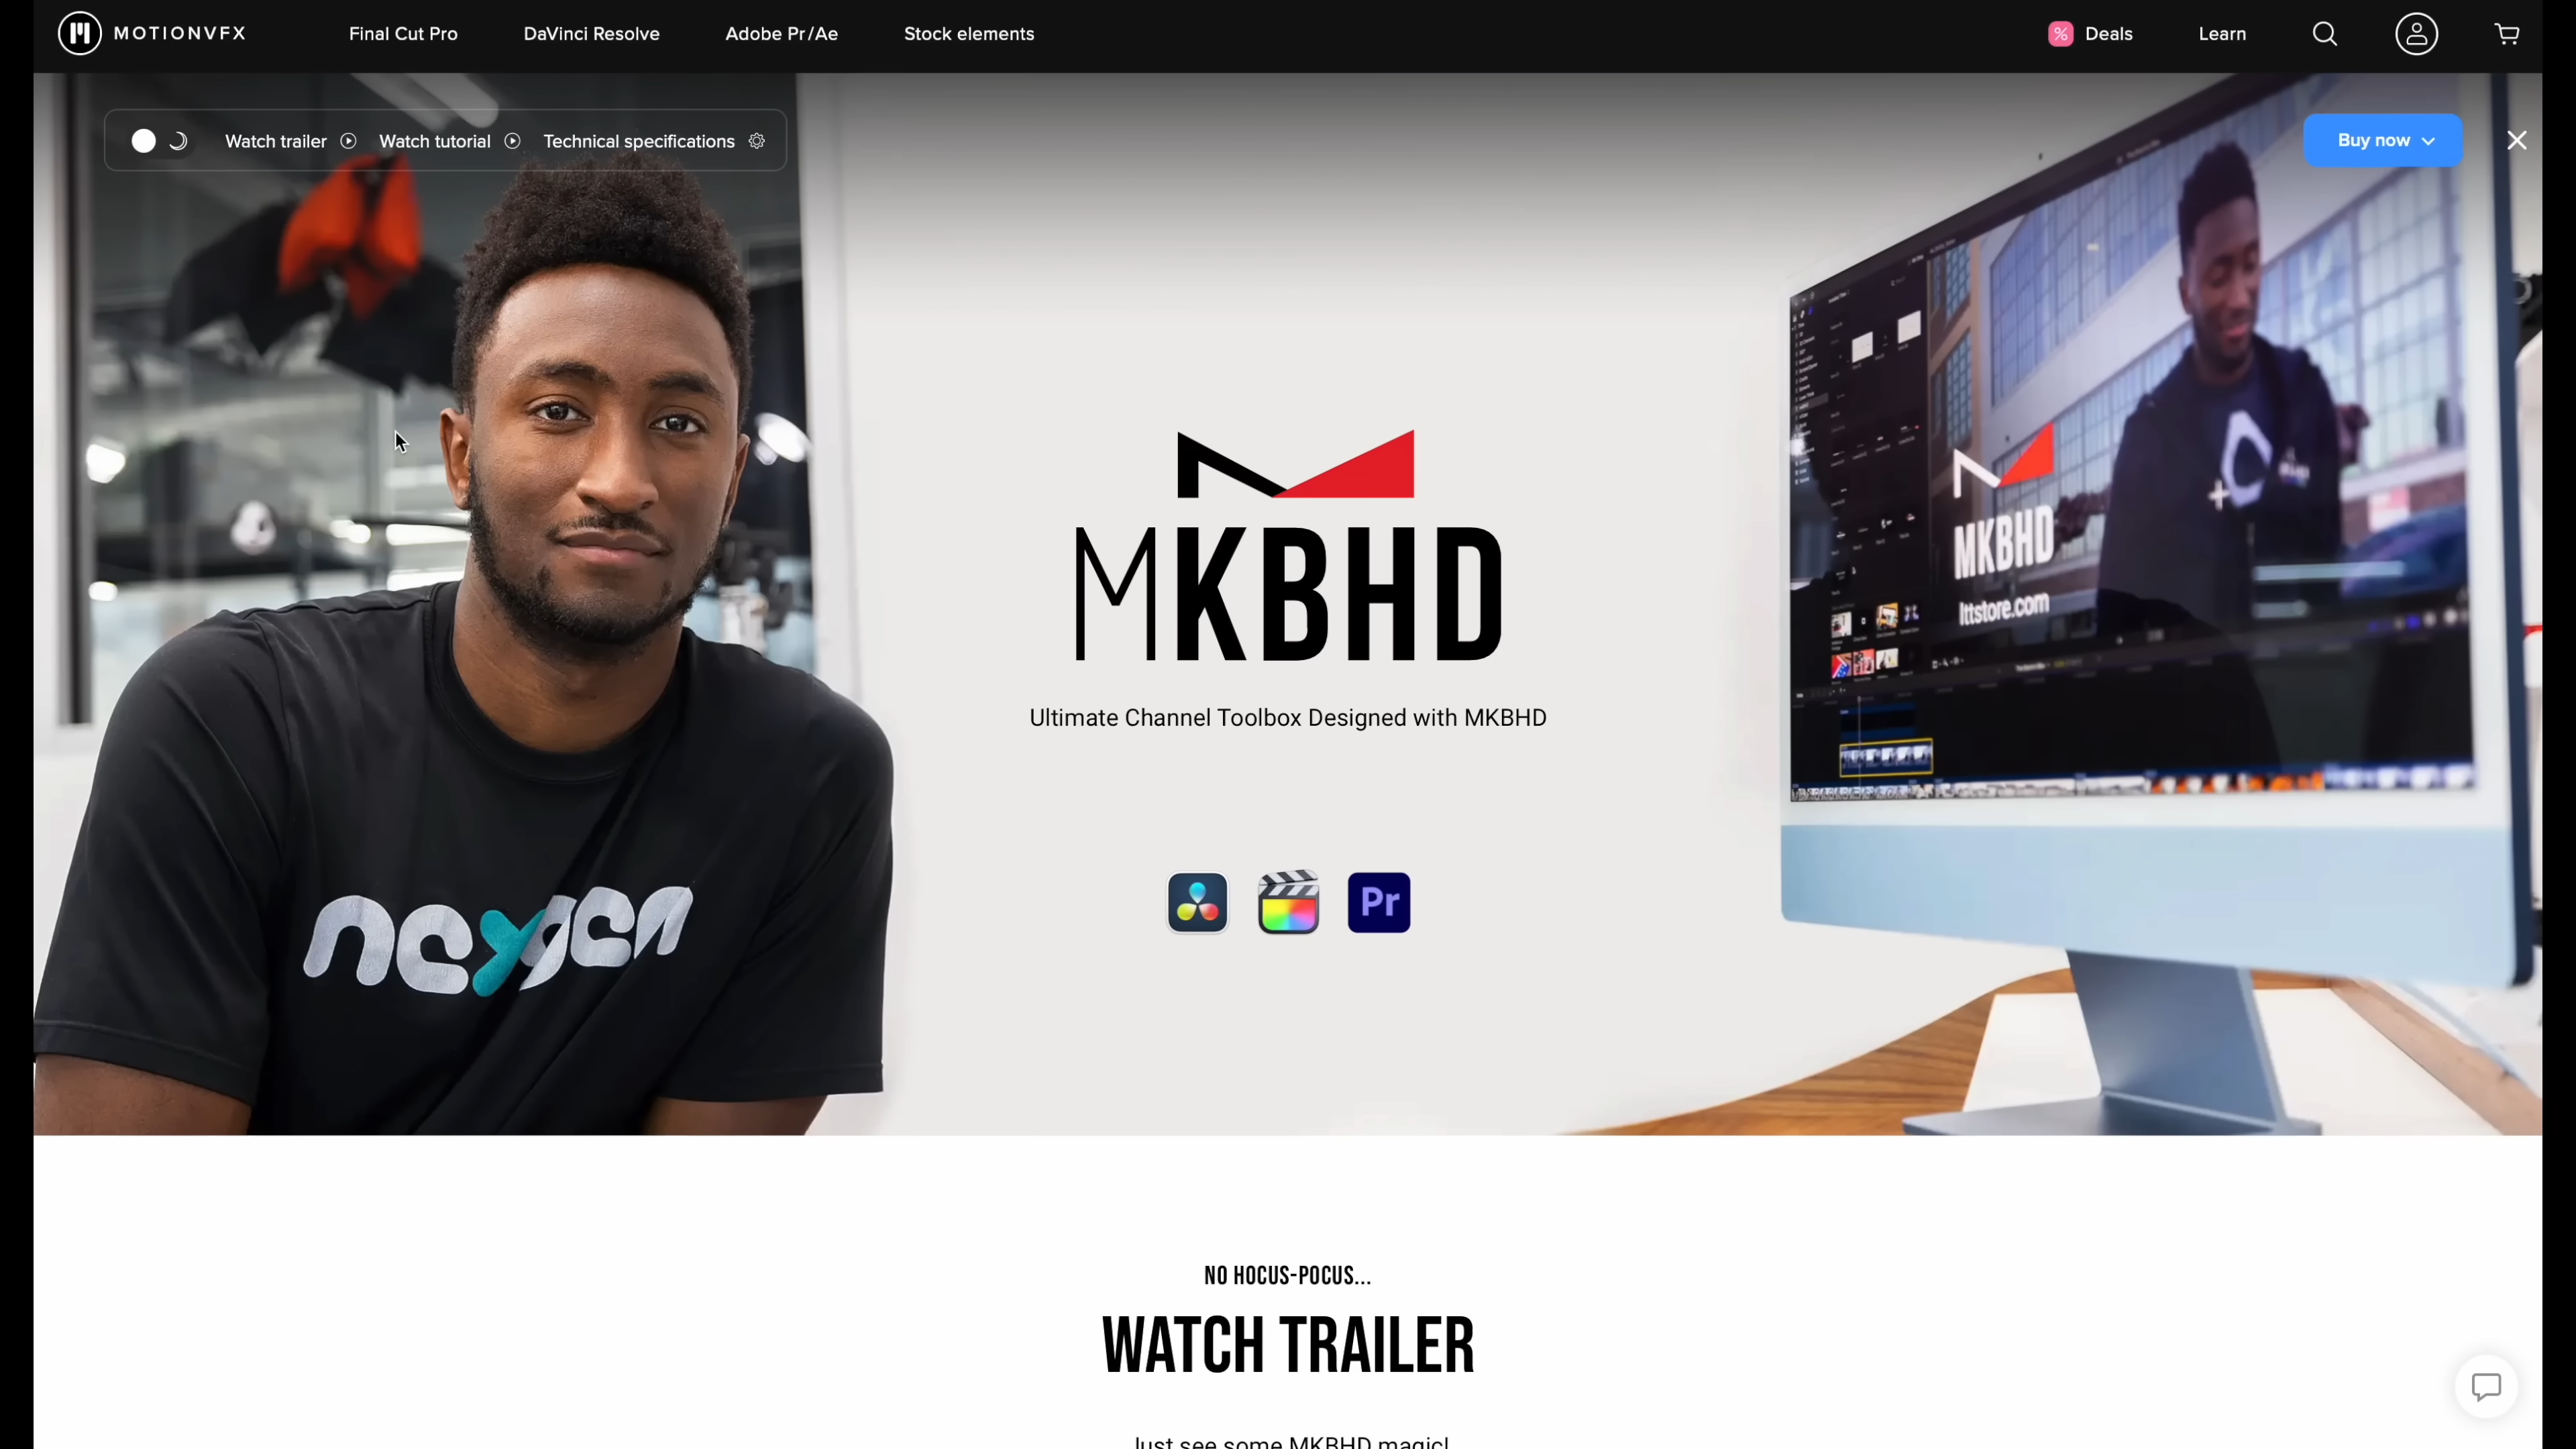 MOTIONVFX
Final Cut Pro
DaVinci Resolve
Adobe Pr/Ae
Stock elements
% Deals
Learn
Watch trailer
Watch tutorial
Technical specifications
Buy now
MKBHD
Ultimate Channel Toolbox Designed with MKBHD
Pr
nexgen
MKBHD
lttstore.com
NO HOCUS-POCUS...
WATCH TRAILER
Just see some MKBHD magic!